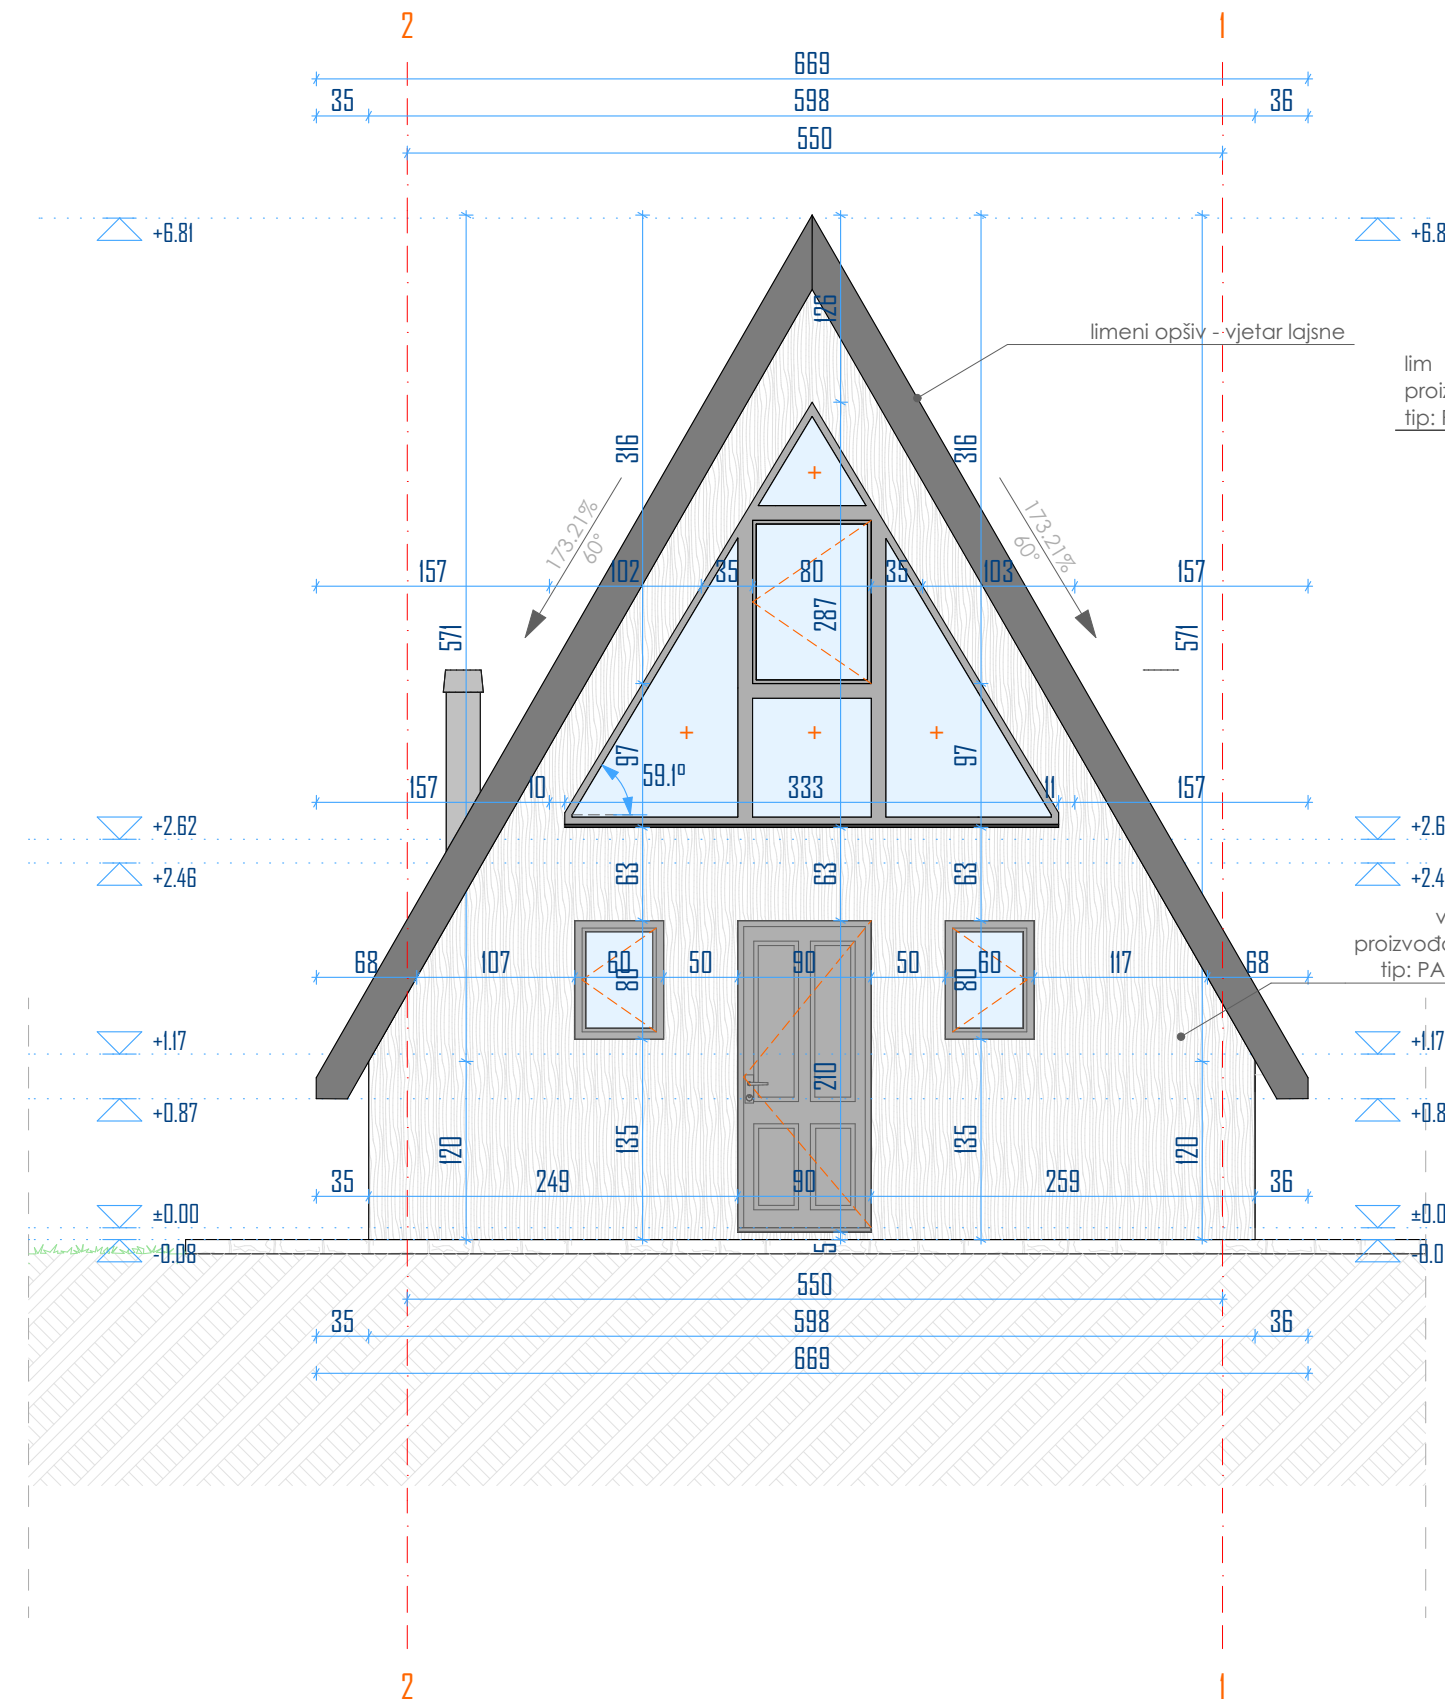 2 1
669
35 598 36
550
+6.81 +6.8
126
limeni opšiv - vjetar lajsne
lim
proiz
tip: F
316 316
173.21% 173.21%
60° 60°
157 102 35 80 35 103 157
287
571 571
97 97
59.1°
157 10 333 11 157
+2.62 +2.6
+2.46 +2.4
63 63 63
v
proizvođa
tip: PA
68 107 60 50 90 50 60 117 68
80 80
+1.17 +1.17
210
+0.87 +0.8
120 135 135 120
35 249 90 259 36
±0.00 ±0.0
-0.08 -0.0
5
550
35 598 36
669
2 1